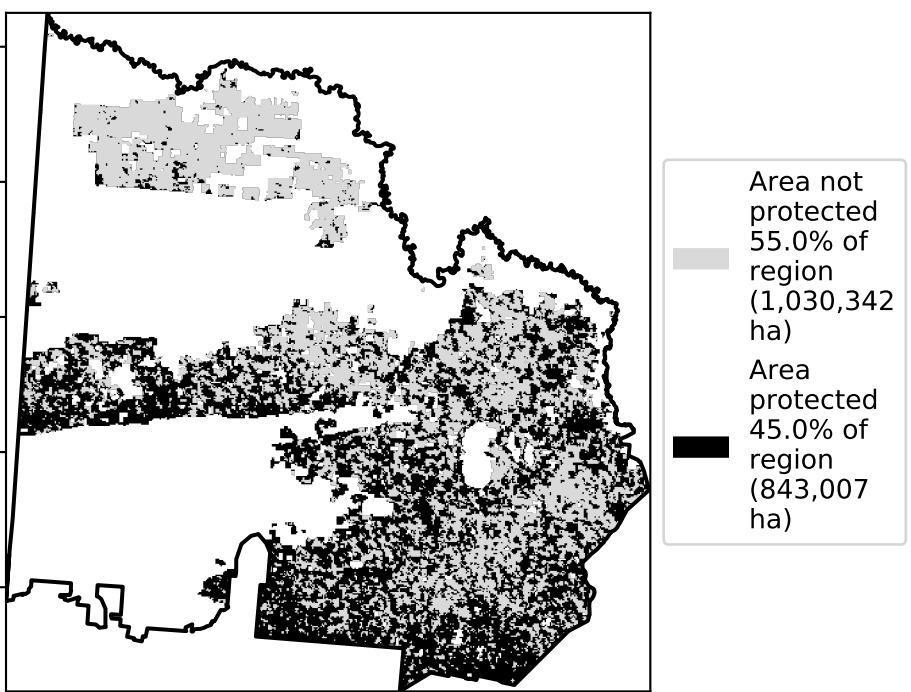 Area not
protected
55.0% of
region
(1,030,342
ha)
Area
protected
45.0% of
region
(843,007
ha)